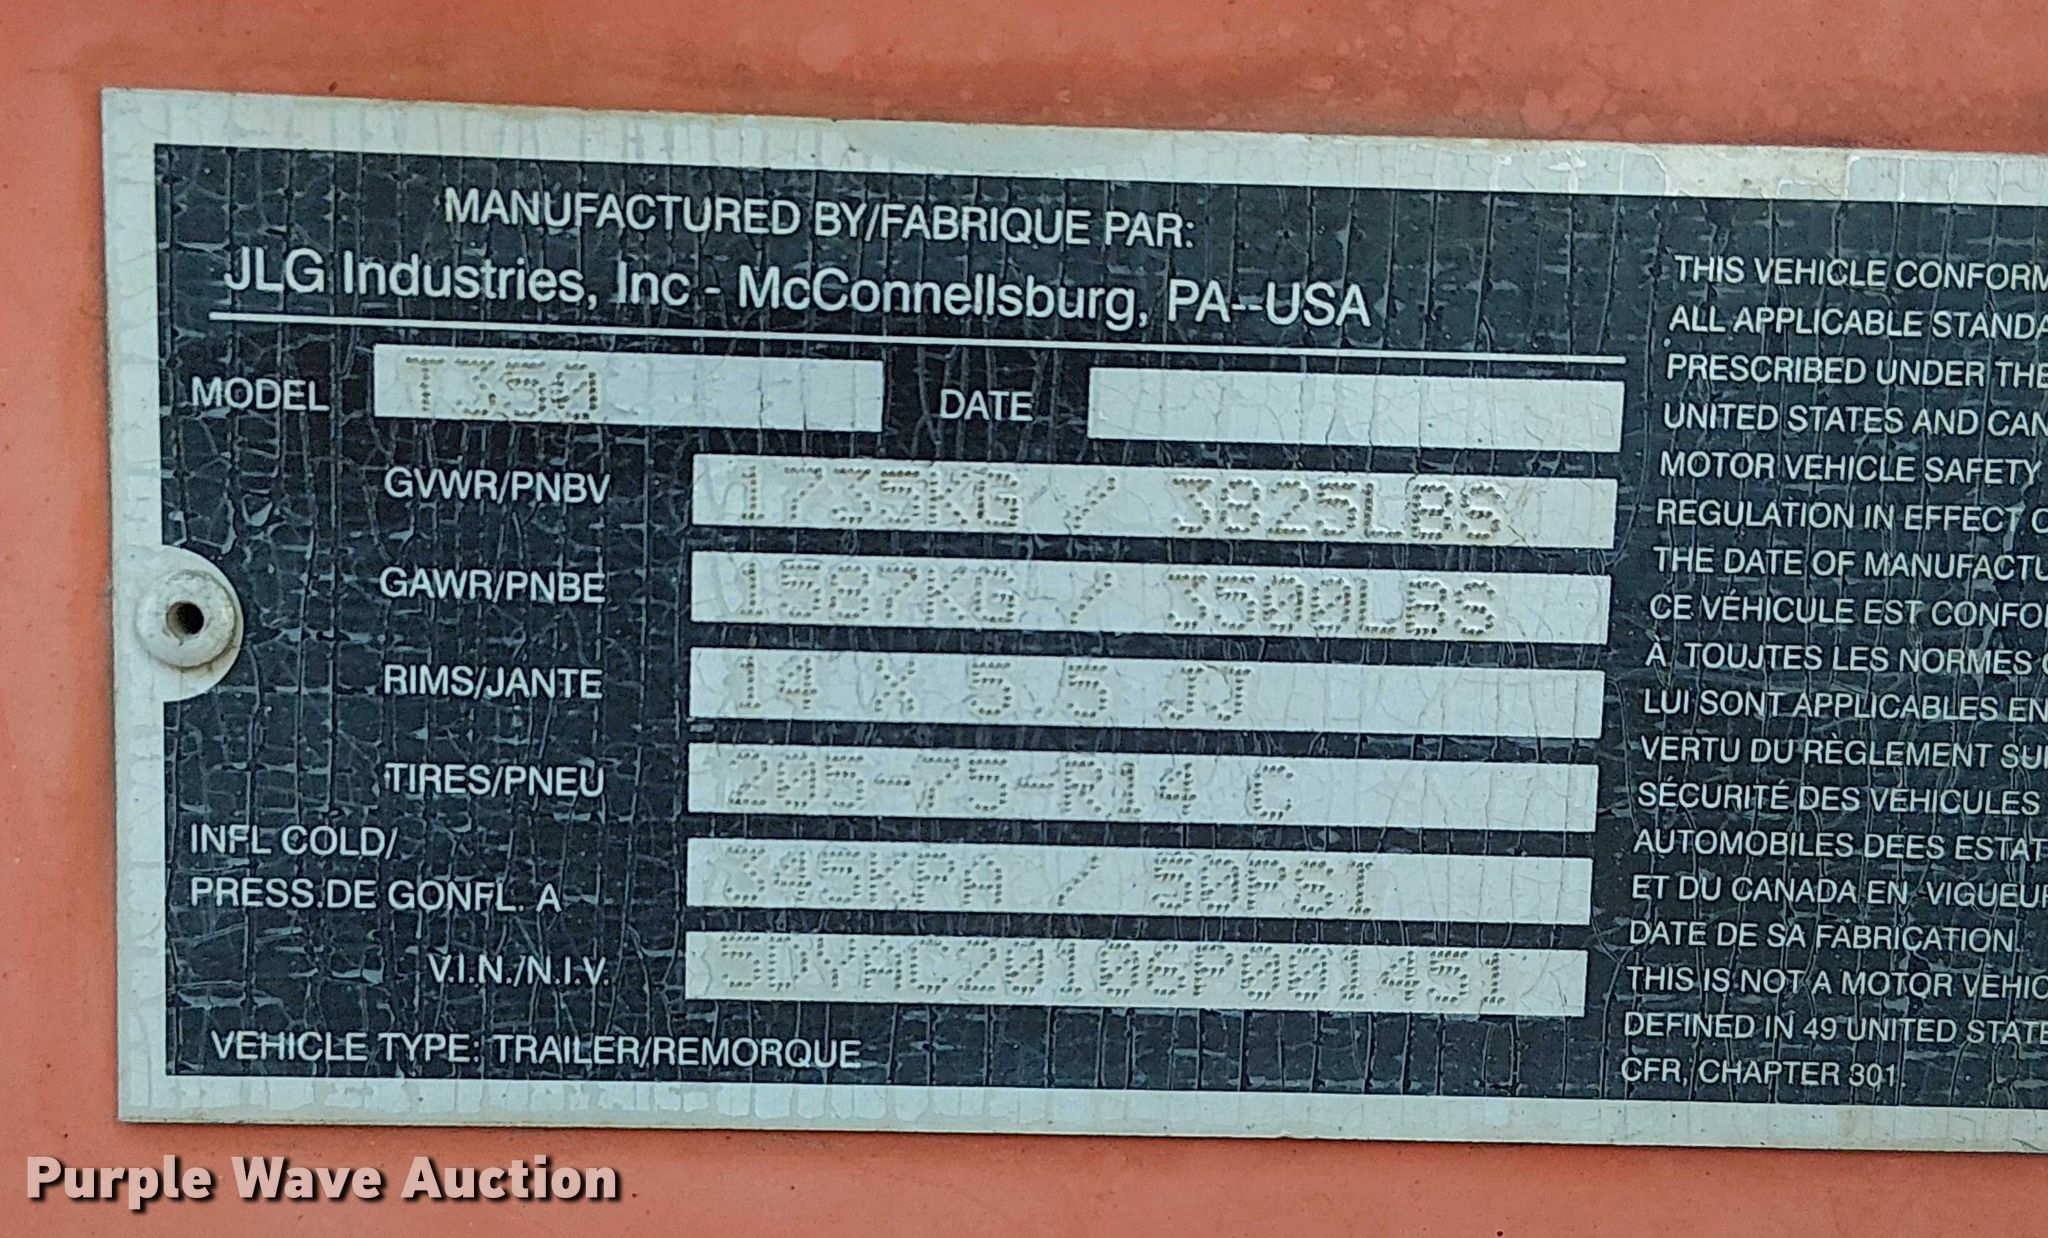 MANUFACTURED BY/FABRIQUE PAR:
JLG Industries, Inc - McConnellsburg, PA--USA
MODEL T350 DATE
GVWR/PNBV 1735KG / 3825LBS
GAWR/PNBE 1587KG / 3500LBS
RIMS/JANTE 14 X 5.5 JJ
TIRES/PNEU 205-75-R14 C
INFL COLD/
PRESS.DE GONFL. A 345KPA / 50PSI
V.I.N./N.I.V. 5DYAC20106P001451
VEHICLE TYPE: TRAILER/REMORQUE
THIS VEHICLE CONFORM
ALL APPLICABLE STANDA
PRESCRIBED UNDER THE
UNITED STATES AND CAN
MOTOR VEHICLE SAFETY
REGULATION IN EFFECT
THE DATE OF MANUFACTU
CE VÉHICULE EST CONFO
À TOUJTES LES NORMES
LUI SONT APPLICABLES EN
VERTU DU RÈGLEMENT SU
SÉCURITÉ DES VÉHICULES
AUTOMOBILES DEES ESTAT
ET DU CANADA EN VIGUEUR
DATE DE SA FABRICATION.
THIS IS NOT A MOTOR VEHIC
DEFINED IN 49 UNITED STATE
CFR, CHAPTER 301.
Purple Wave Auction